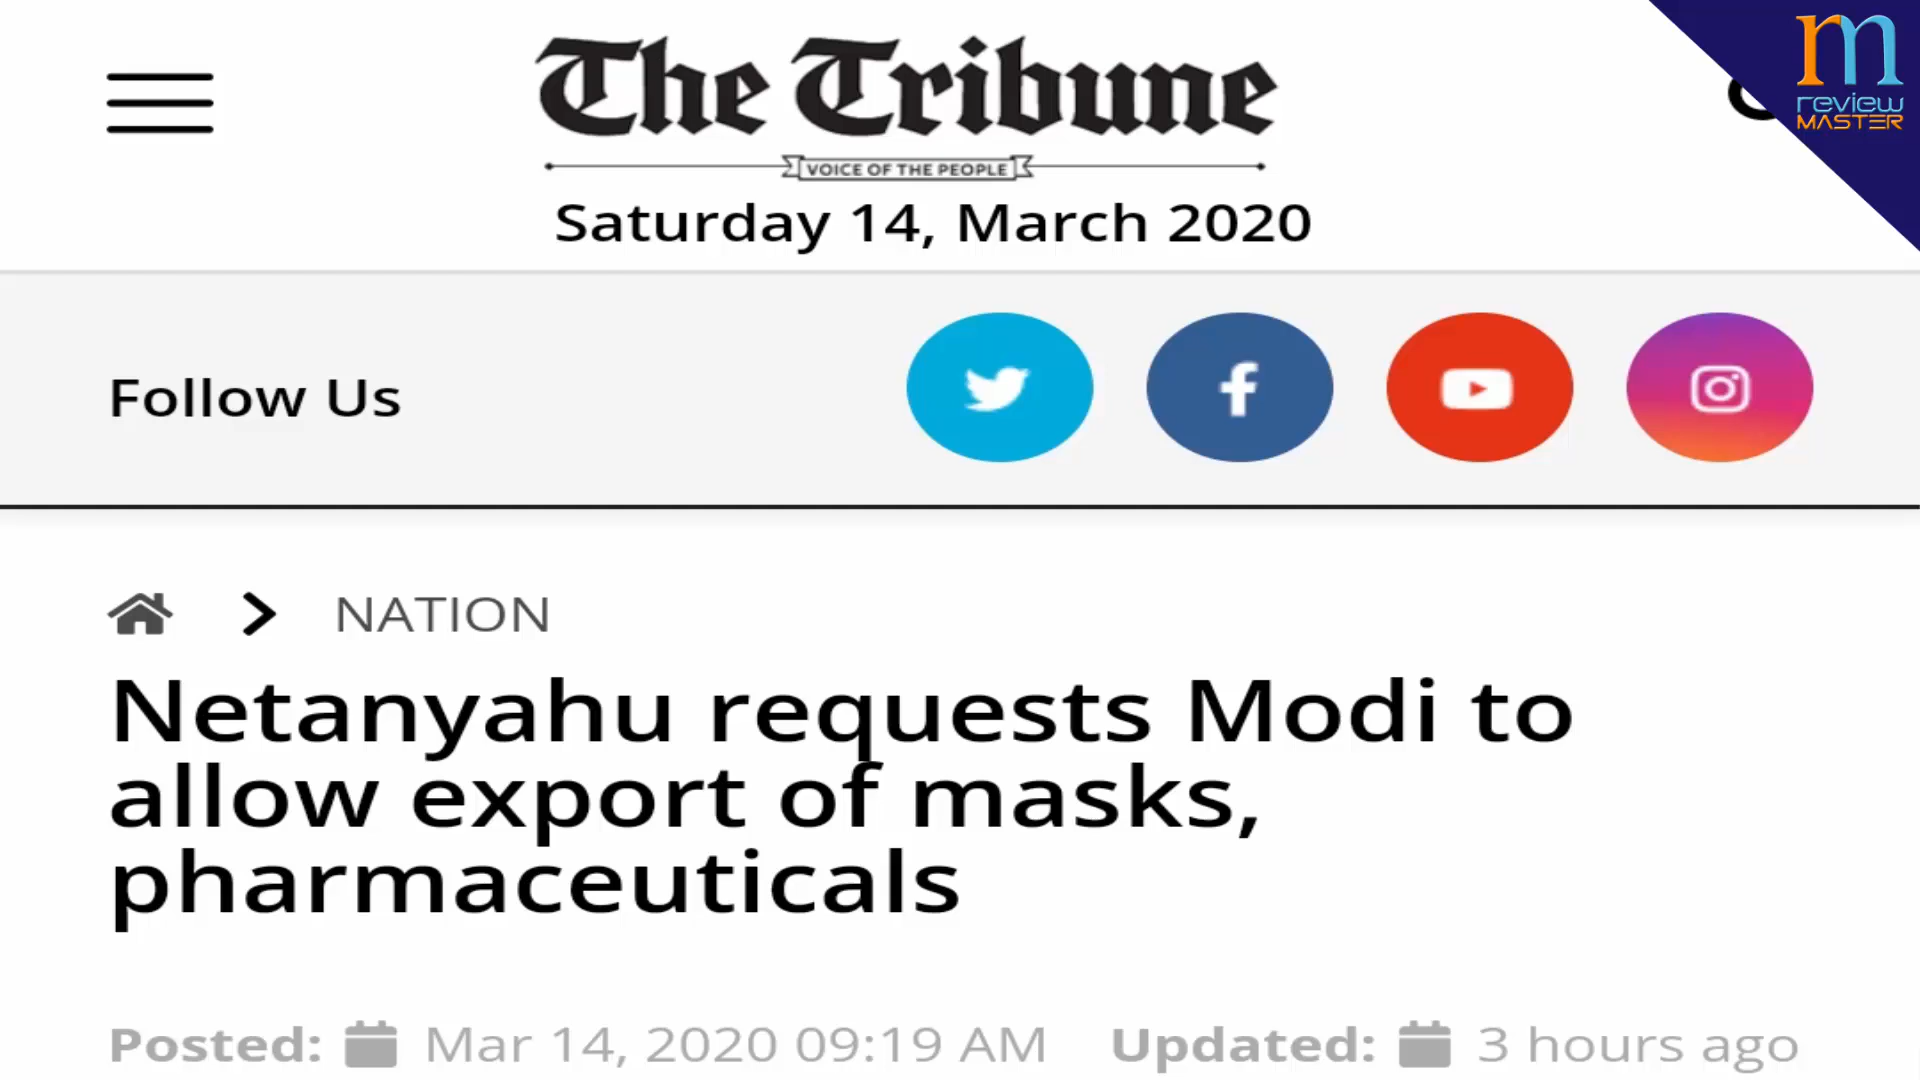 The Tribune
VOICE OF THE PEOPLE
rm
review
MASTER
Saturday 14, March 2020
Follow Us
NATION
Netanyahu requests Modi to
allow export of masks,
pharmaceuticals
Posted: Mar 14, 2020 09:19 AM Updated: 3 hours ago